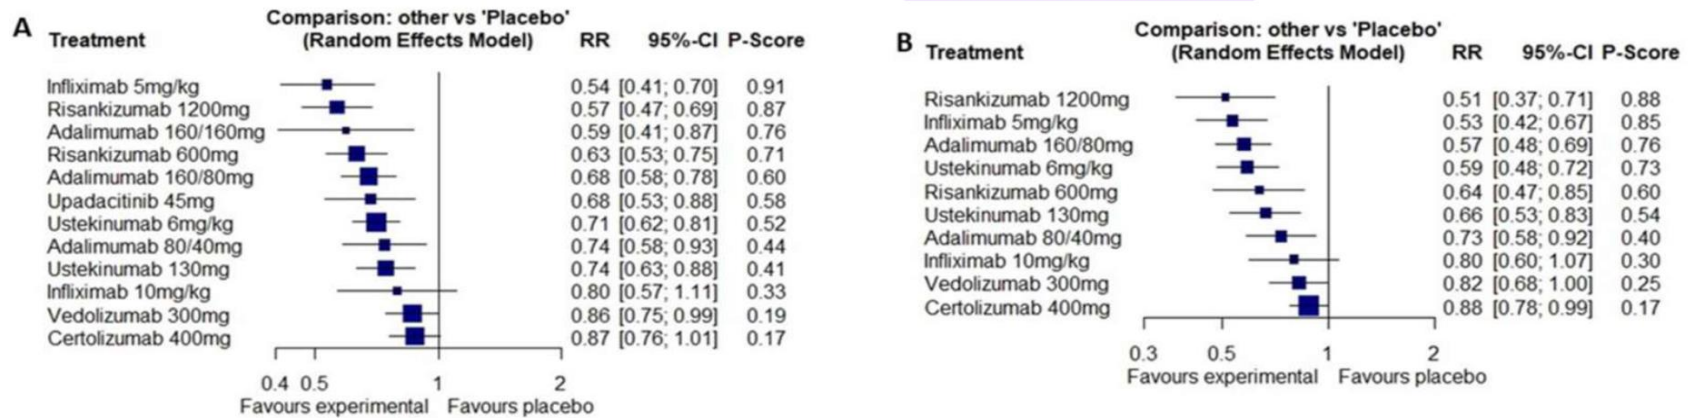 A
Comparison: other vs 'Placebo'
Treatment (Random Effects Model) RR 95%-CI P-Score
Infliximab 5mg/kg 0.54 [0.41; 0.70] 0.91
Risankizumab 1200mg 0.57 [0.47; 0.69] 0.87
Adalimumab 160/160mg 0.59 [0.41; 0.87] 0.76
Risankizumab 600mg 0.63 [0.53; 0.75] 0.71
Adalimumab 160/80mg 0.68 [0.58; 0.78] 0.60
Upadacitinib 45mg 0.68 [0.53; 0.88] 0.58
Ustekinumab 6mg/kg 0.71 [0.62; 0.81] 0.52
Adalimumab 80/40mg 0.74 [0.58; 0.93] 0.44
Ustekinumab 130mg 0.74 [0.63; 0.88] 0.41
Infliximab 10mg/kg 0.80 [0.57; 1.11] 0.33
Vedolizumab 300mg 0.86 [0.75; 0.99] 0.19
Certolizumab 400mg 0.87 [0.76; 1.01] 0.17
0.4 0.5 1 2
Favours experimental Favours placebo
B
Comparison: other vs 'Placebo'
Treatment (Random Effects Model) RR 95%-CI P-Score
Risankizumab 1200mg 0.51 [0.37; 0.71] 0.88
Infliximab 5mg/kg 0.53 [0.42; 0.67] 0.85
Adalimumab 160/80mg 0.57 [0.48; 0.69] 0.76
Ustekinumab 6mg/kg 0.59 [0.48; 0.72] 0.73
Risankizumab 600mg 0.64 [0.47; 0.85] 0.60
Ustekinumab 130mg 0.66 [0.53; 0.83] 0.54
Adalimumab 80/40mg 0.73 [0.58; 0.92] 0.40
Infliximab 10mg/kg 0.80 [0.60; 1.07] 0.30
Vedolizumab 300mg 0.82 [0.68; 1.00] 0.25
Certolizumab 400mg 0.88 [0.78; 0.99] 0.17
0.3 0.5 1 2
Favours experimental Favours placebo